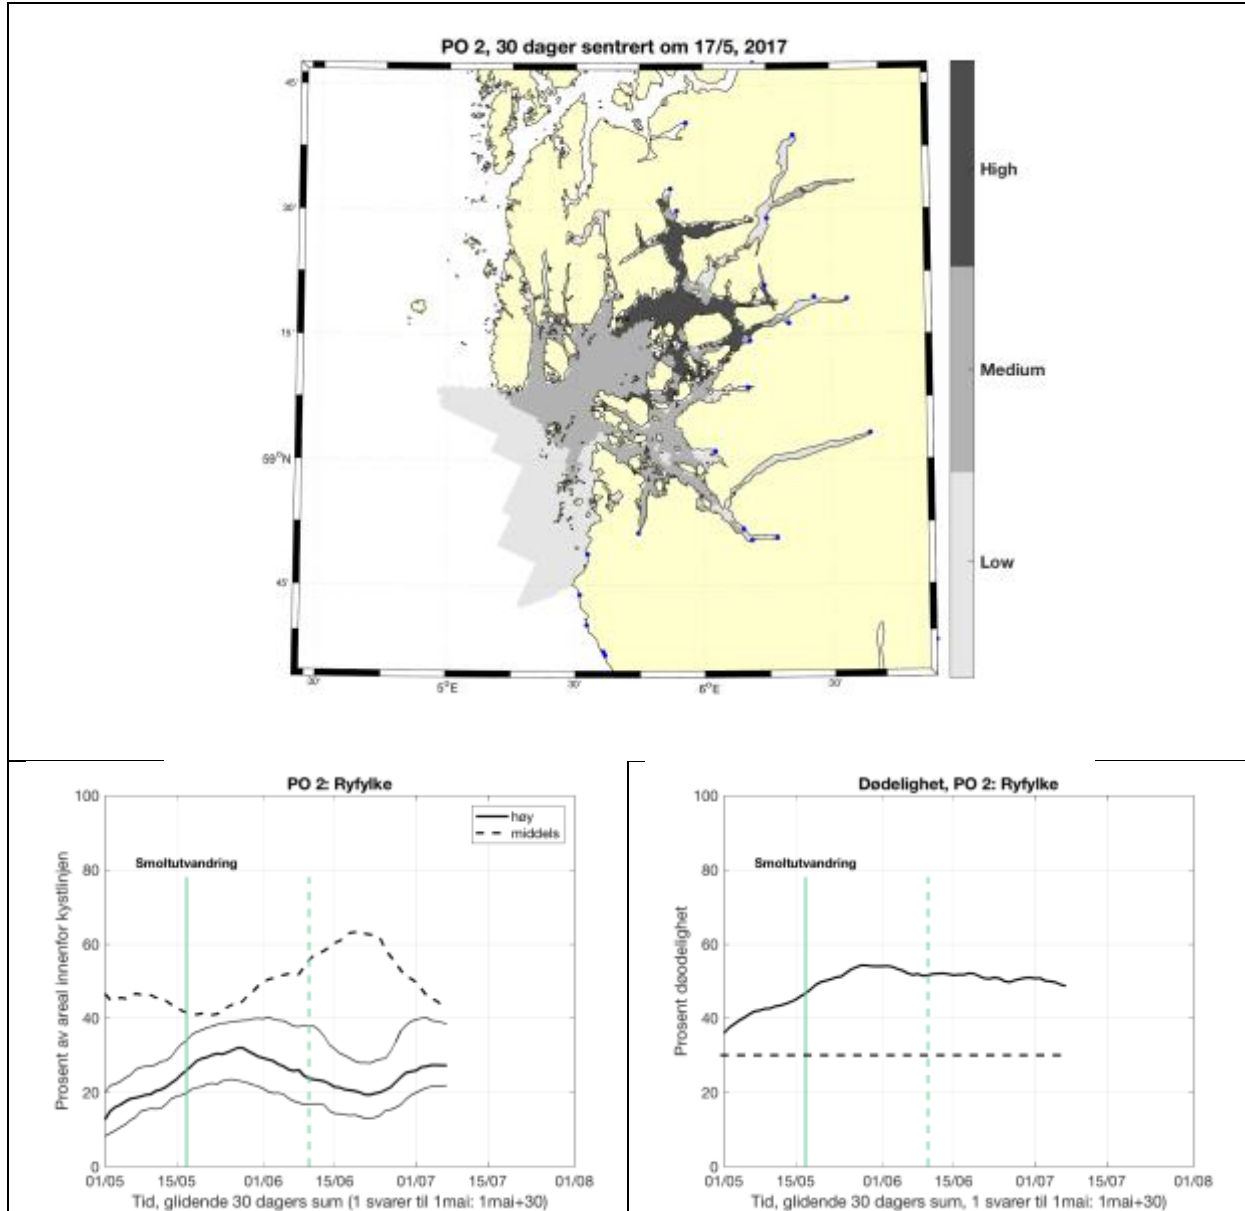 PO 2, 30 dager sentrert om 17/5, 2017
45'
30'
15'
59°N
45'
30'
5°E
30'
6°E
30'
High
Medium
Low
PO 2: Ryfylke
høy
middels
Smoltutvandring
Prosent av areal innenfor kystlinjen
100
80
60
40
20
0
01/05
15/05
01/06
15/06
01/07
15/07
01/08
Tid, glidende 30 dagers sum (1 svarer til 1mai: 1mai+30)
Dødelighet, PO 2: Ryfylke
Smoltutvandring
Prosent døodelighet
100
80
60
40
20
0
01/05
15/05
01/06
15/06
01/07
15/07
01/08
Tid, glidende 30 dagers sum, 1 svarer til 1mai: 1mai+30)